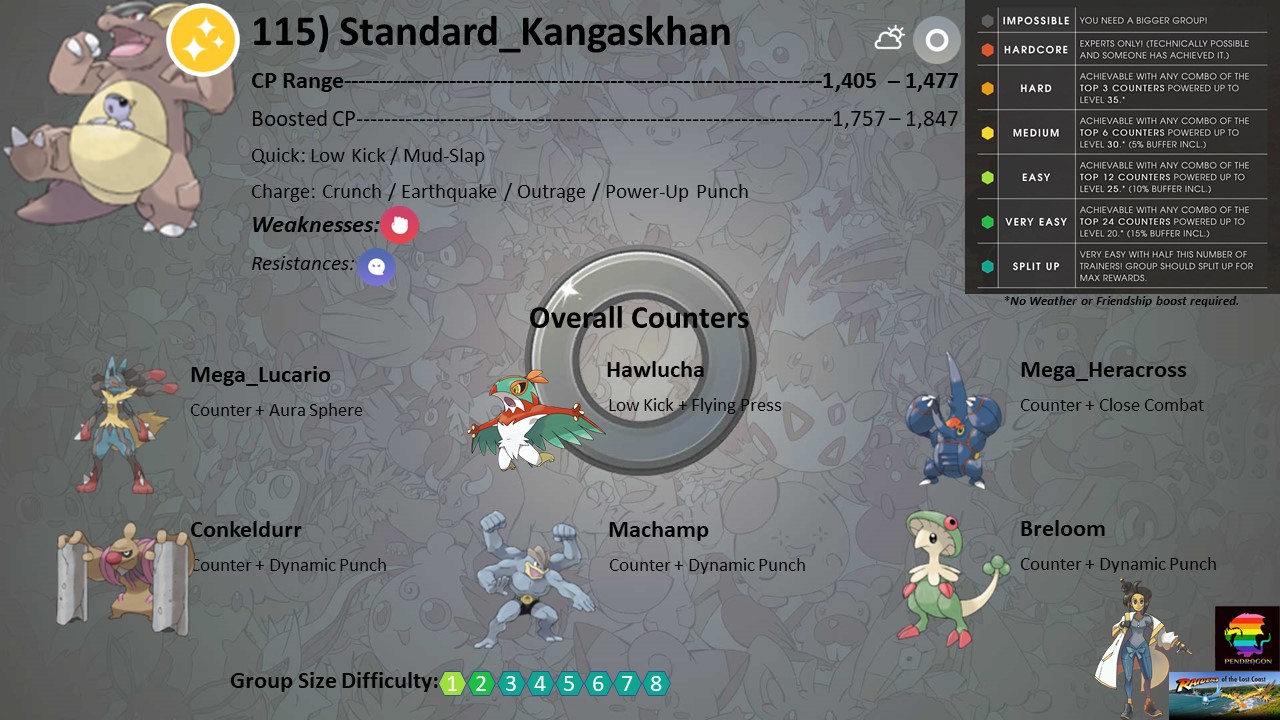 115) Standard_Kangaskhan
CP Range--------------------------------------------------------------------1,405 – 1,477
Boosted CP--------------------------------------------------------------------1,757 – 1,847
Quick: Low Kick / Mud-Slap
Charge: Crunch / Earthquake / Outrage / Power-Up Punch
Weaknesses:
Resistances:
IMPOSSIBLE YOU NEED A BIGGER GROUP!
HARDCORE EXPERTS ONLY! (TECHNICALLY POSSIBLE
AND SOMEONE HAS ACHIEVED IT.)
HARD ACHIEVABLE WITH ANY COMBO OF THE
TOP 3 COUNTERS POWERED UP TO
LEVEL 35.*
MEDIUM ACHIEVABLE WITH ANY COMBO OF THE
TOP 6 COUNTERS POWERED UP TO
LEVEL 30.* (5% BUFFER INCL.)
EASY ACHIEVABLE WITH ANY COMBO OF THE
TOP 12 COUNTERS POWERED UP TO
LEVEL 25.* (10% BUFFER INCL.)
VERY EASY ACHIEVABLE WITH ANY COMBO OF THE
TOP 24 COUNTERS POWERED UP TO
LEVEL 20.* (15% BUFFER INCL.)
SPLIT UP VERY EASY WITH HALF THIS NUMBER OF
TRAINERS! GROUP SHOULD SPLIT UP FOR
MAX REWARDS.
*No Weather or Friendship boost required.
Overall Counters
Mega_Lucario
Counter + Aura Sphere
Hawlucha
Low Kick + Flying Press
Mega_Heracross
Counter + Close Combat
Conkeldurr
Counter + Dynamic Punch
Machamp
Counter + Dynamic Punch
Breloom
Counter + Dynamic Punch
Group Size Difficulty: 1 2 3 4 5 6 7 8
PENDROGON
RAIDERS of the Lost Coast